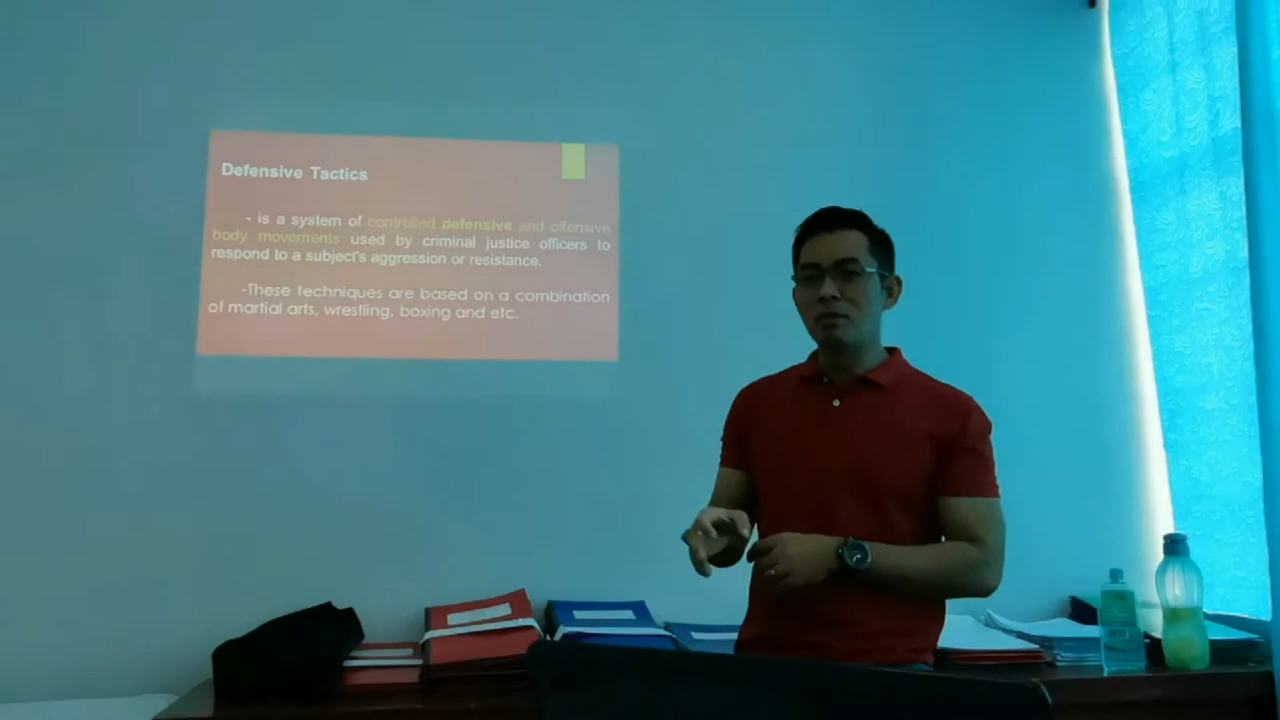 Defensive Tactics
- is a system of controlled defensive and offensive
body movements used by criminal justice officers to
respond to a subject's aggression or resistance.
-These techniques are based on a combination
of martial arts, wrestling, boxing and etc.